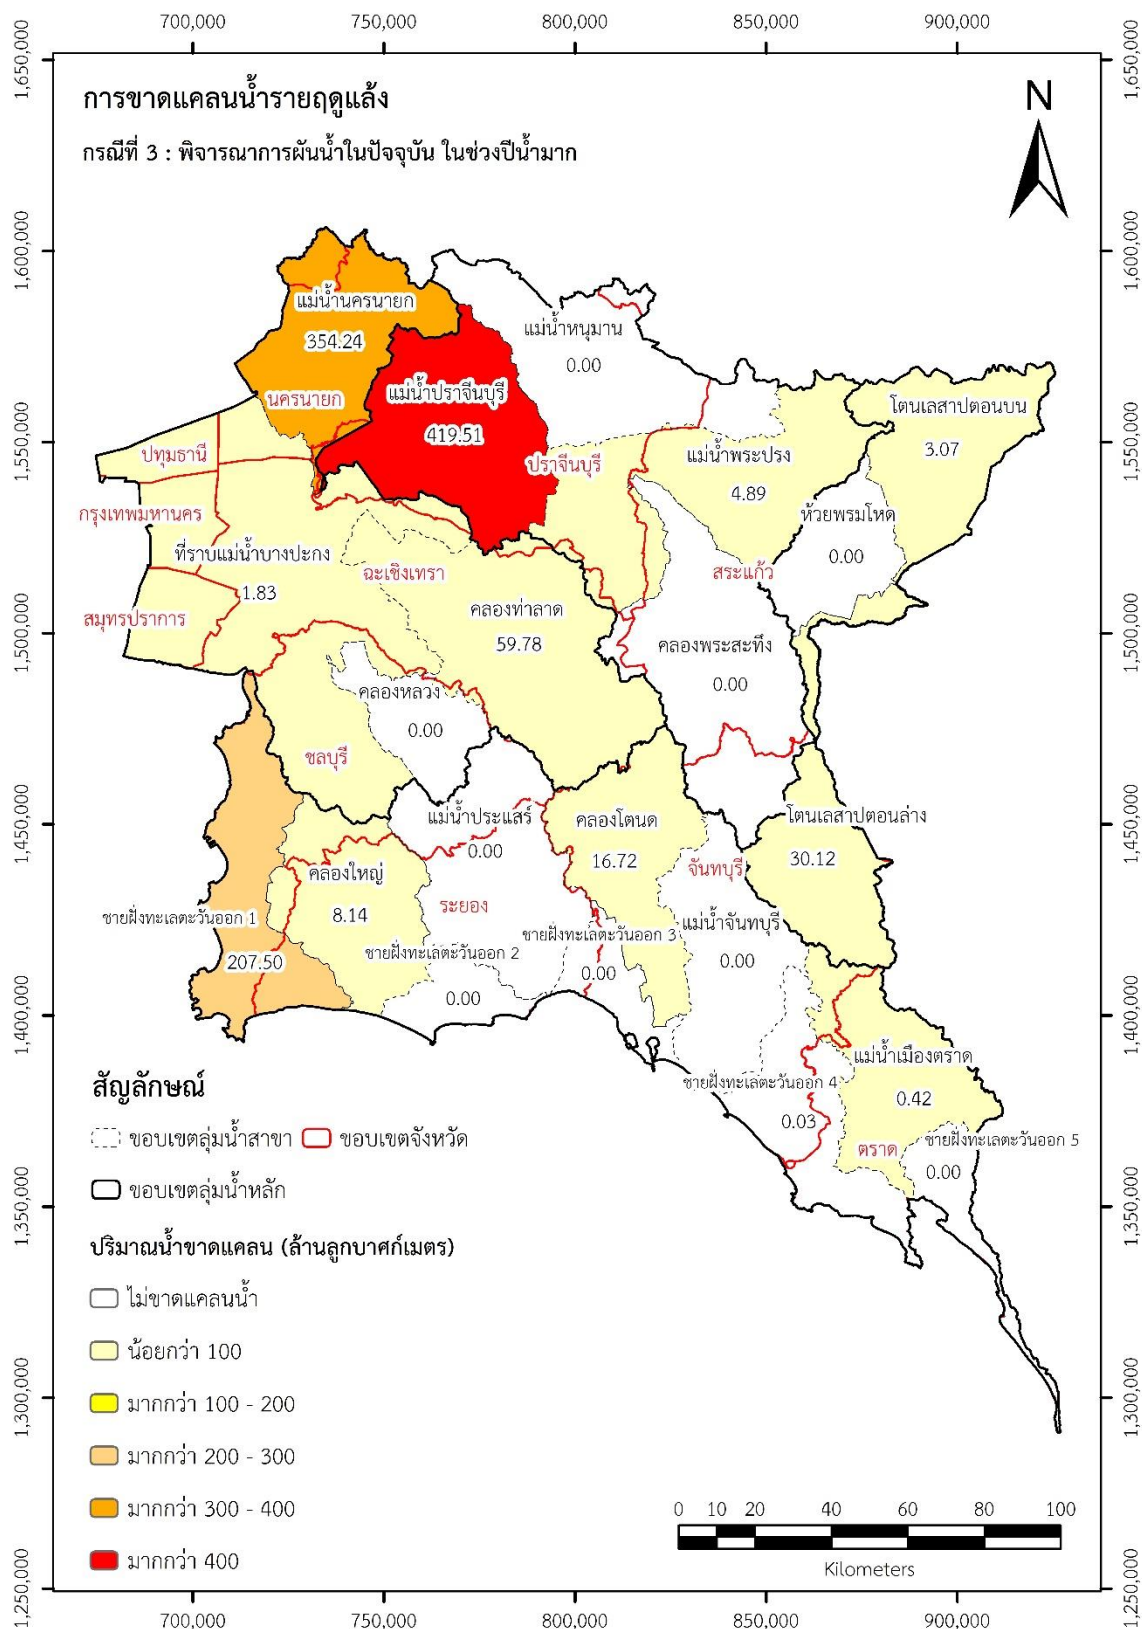 700,000 750,000 800,000 850,000 900,000
1,650,000 1,650,000
การขาดแคลนน้ำรายฤดูแล้ง
กรณีที่ 3 : พิจารณาการผันน้ำในปัจจุบัน ในช่วงปีน้ำมาก
N
1,600,000 1,600,000
แม่น้ำนครนายก
354.24
แม่น้ำหนุมาน
0.00
นครนายก
แม่น้ำปราจีนบุรี
419.51
ปราจีนบุรี
โตนเลสาปตอนบน
3.07
1,550,000 1,550,000
ปทุมธานี
แม่น้ำพระปรง
4.89
กรุงเทพมหานคร
ห้วยพรมโหด
0.00
ที่ราบแม่น้ำบางปะกง
1.83
ฉะเชิงเทรา
สระแก้ว
สมุทรปราการ
คลองท่าลาด
59.78
1,500,000 1,500,000
คลองพระสะทึง
0.00
คลองหลวง
0.00
ชลบุรี
แม่น้ำประแสร์
0.00
คลองโตนด
16.72
โตนเลสาปตอนล่าง
30.12
1,450,000 1,450,000
คลองใหญ่
8.14
จันทบุรี
ระยอง
ชายฝั่งทะเลตะวันออก 1
207.50
แม่น้ำจันทบุรี
0.00
ชายฝั่งทะเลตะวันออก 3
0.00
ชายฝั่งทะเลตะวันออก 2
0.00
1,400,000 1,400,000
แม่น้ำเมืองตราด
0.42
ชายฝั่งทะเลตะวันออก 4
0.03
ชายฝั่งทะเลตะวันออก 5
0.00
ตราด
สัญลักษณ์
ขอบเขตลุ่มน้ำสาขา ขอบเขตจังหวัด
ขอบเขตลุ่มน้ำหลัก
1,350,000 1,350,000
ปริมาณน้ำขาดแคลน (ล้านลูกบาศก์เมตร)
ไม่ขาดแคลนน้ำ
น้อยกว่า 100
มากกว่า 100 - 200
1,300,000 1,300,000
มากกว่า 200 - 300
มากกว่า 300 - 400
มากกว่า 400
0 10 20 40 60 80 100
Kilometers
1,250,000 1,250,000
700,000 750,000 800,000 850,000 900,000